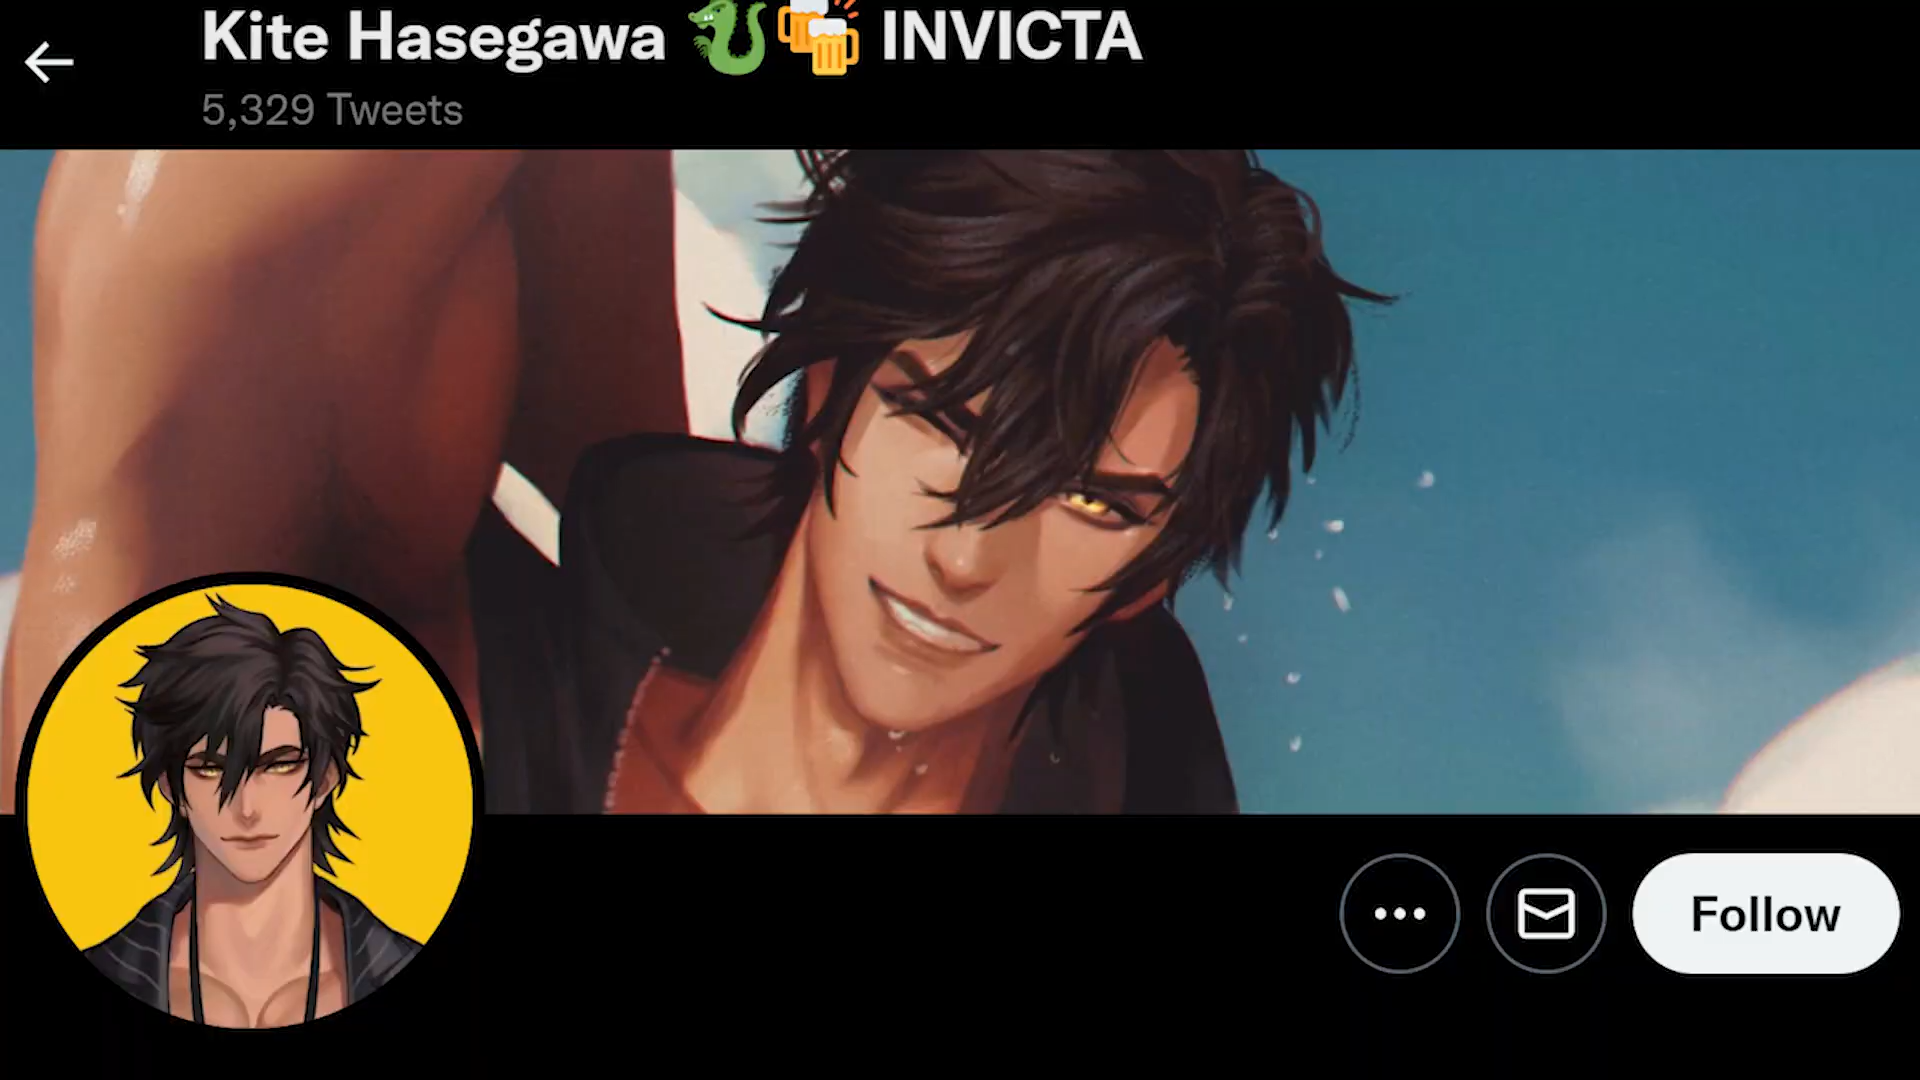 Kite Hasegawa 🐉🍻 INVICTA
5,329 Tweets
Follow